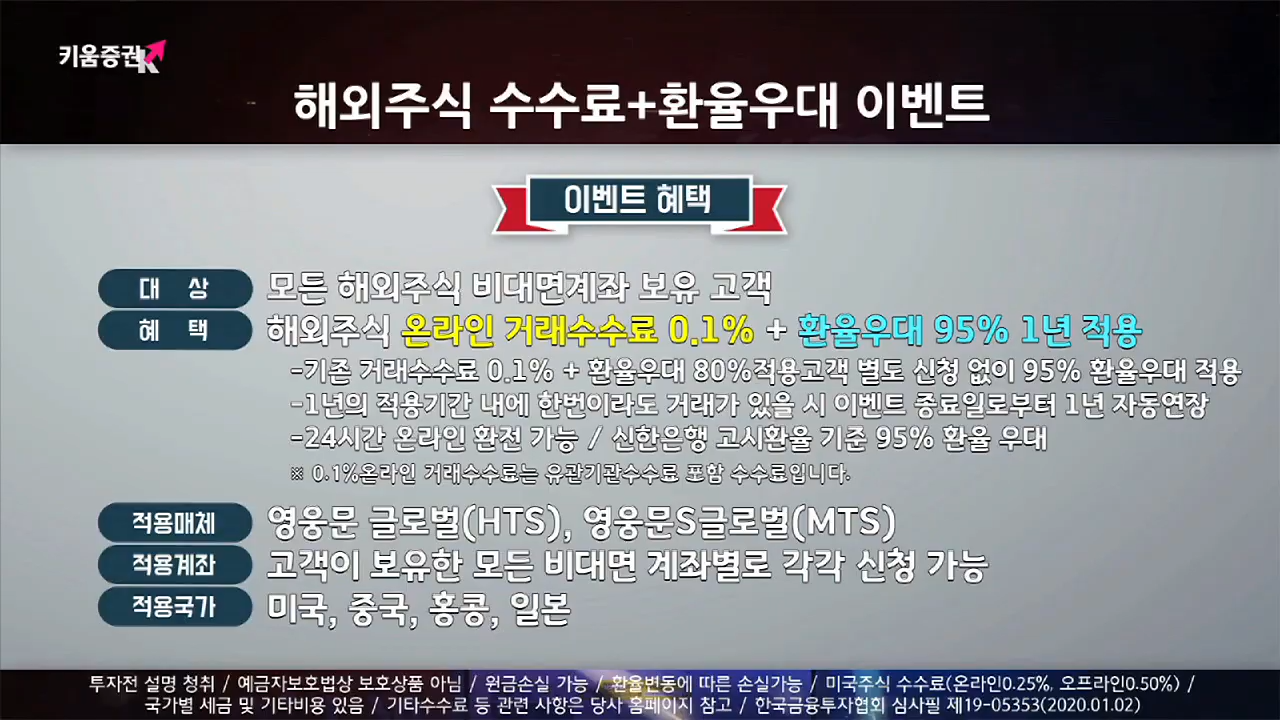 키움증권
해외주식 수수료+환율우대 이벤트
이벤트 혜택
대 상 모든 해외주식 비대면계좌 보유 고객
혜 택 해외주식 온라인 거래수수료 0.1% + 환율우대 95% 1년 적용
-기존 거래수수료 0.1% + 환율우대 80%적용고객 별도 신청 없이 95% 환율우대 적용
-1년의 적용기간 내에 한번이라도 거래가 있을 시 이벤트 종료일로부터 1년 자동연장
-24시간 온라인 환전 가능 / 신한은행 고시환율 기준 95% 환율 우대
※ 0.1%온라인 거래수수료는 유관기관수수료 포함 수수료입니다.
적용매체 영웅문 글로벌(HTS), 영웅문S글로벌(MTS)
적용계좌 고객이 보유한 모든 비대면 계좌별로 각각 신청 가능
적용국가 미국, 중국, 홍콩, 일본
투자전 설명 청취 / 예금자보호법상 보호상품 아님 / 원금손실 가능 / 환율변동에 따른 손실가능 / 미국주식 수수료(온라인0.25%, 오프라인0.50%) /
국가별 세금 및 기타비용 있음 / 기타수수료 등 관련 사항은 당사 홈페이지 참고 / 한국금융투자협회 심사필 제19-05353(2020.01.02)